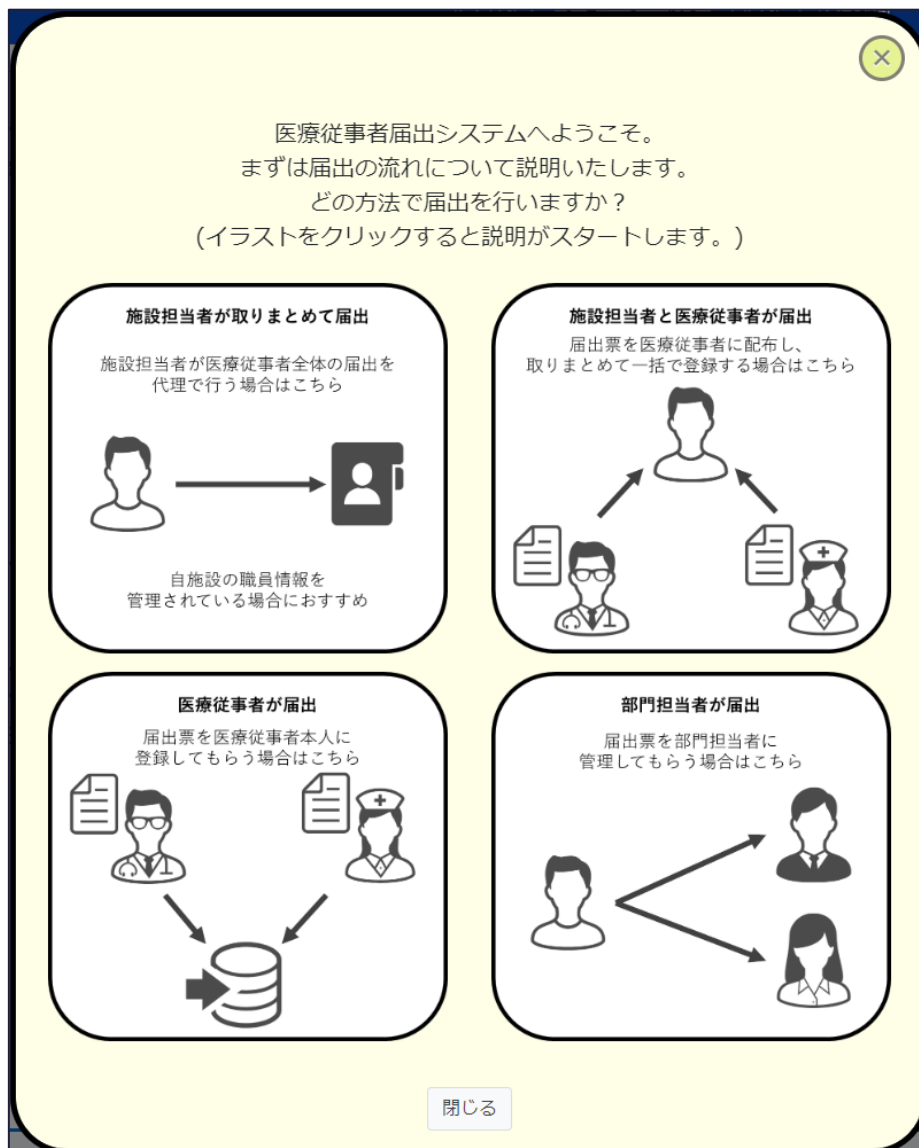 医療従事者届出システムへようこそ。
まずは届出の流れについて説明いたします。
どの方法で届出を行いますか？
(イラストをクリックすると説明がスタートします。)
施設担当者が取りまとめて届出
施設担当者が医療従事者全体の届出を
代理で行う場合はこちら
自施設の職員情報を
管理されている場合におすすめ
施設担当者と医療従事者が届出
届出票を医療従事者に配布し、
取りまとめて一括で登録する場合はこちら
医療従事者が届出
届出票を医療従事者本人に
登録してもらう場合はこちら
部門担当者が届出
届出票を部門担当者に
管理してもらう場合はこちら
閉じる